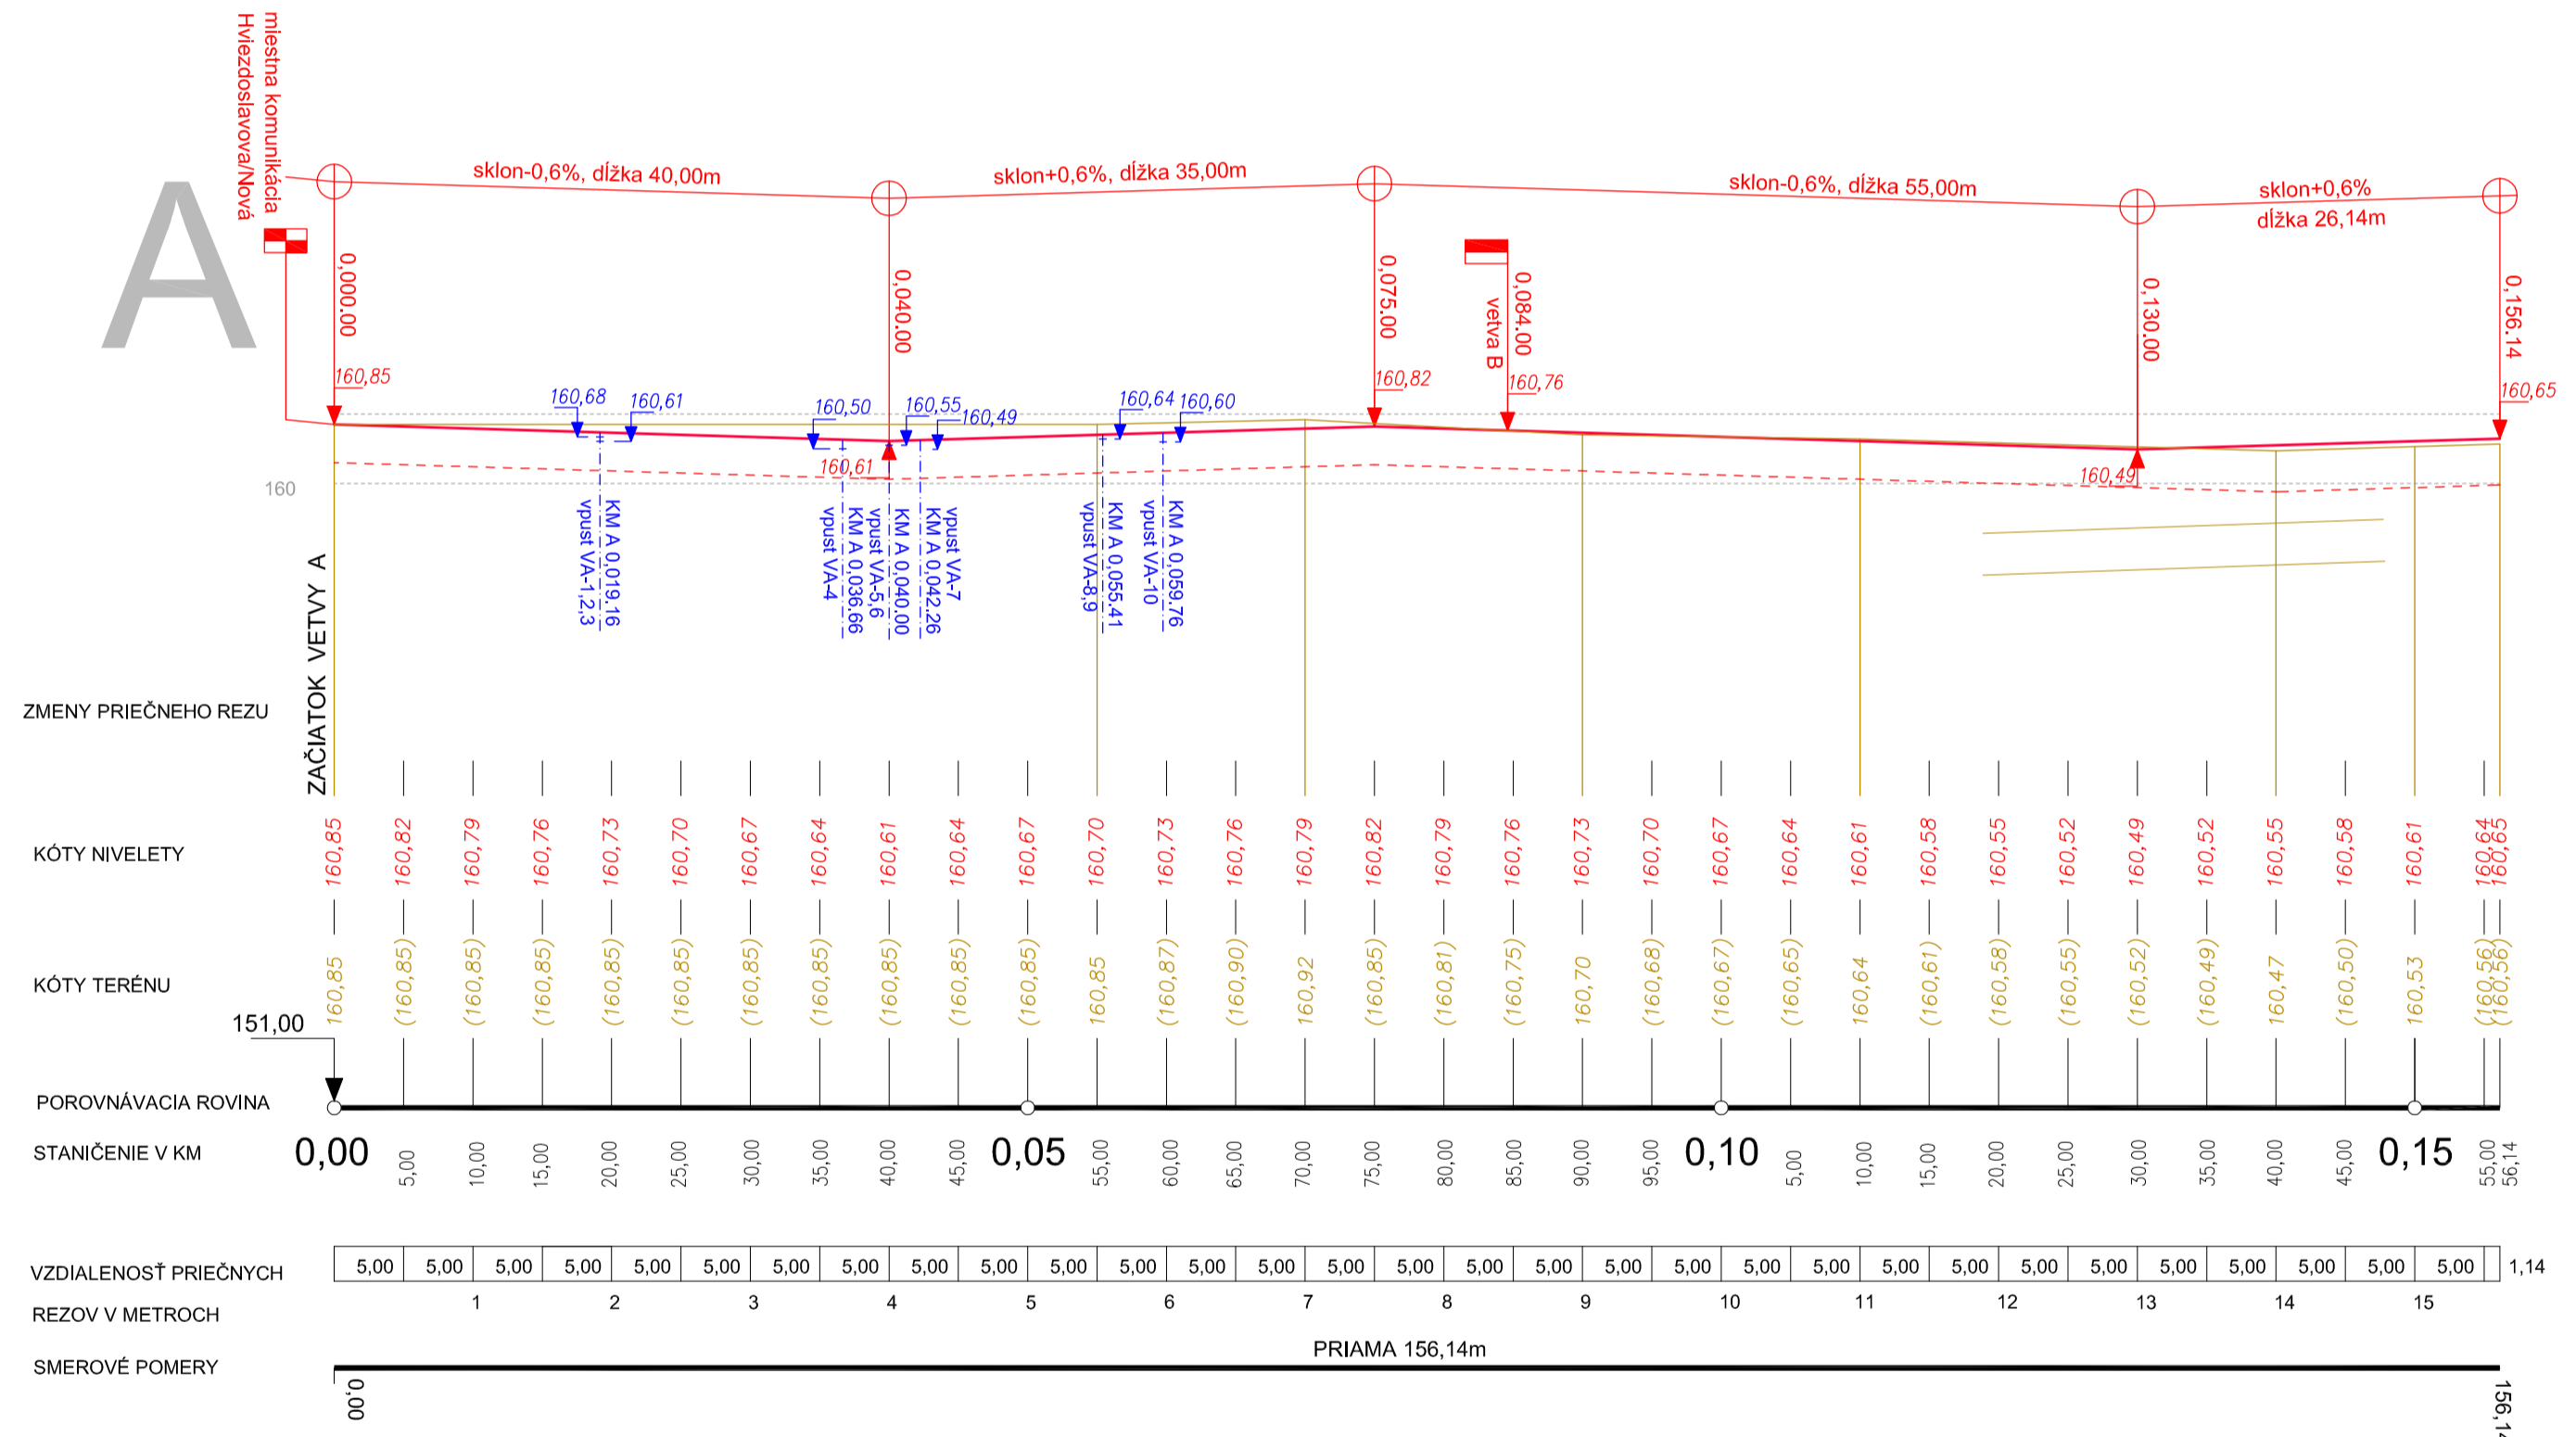 miestna komunikácia
Hviezdoslavova/Nová
A
sklon-0,6%, dĺžka 40,00m
sklon+0,6%, dĺžka 35,00m
sklon-0,6%, dĺžka 55,00m
sklon+0,6%
dĺžka 26,14m
0,000.00
0,040.00
0,075.00
0,084.00
vetva B
0,130.00
0,156.14
160,85
160,68
160,61
160,50
160,55
160,49
160,64
160,60
160,82
160,76
160,65
160,61
160,49
160
KM A 0,019.16
vpust VA-1,2,3
KM A 0,036.66
vpust VA-4
KM A 0,040.00
vpust VA-5,6
vpust VA-7
KM A 0,042.26
KM A 0,055.41
vpust VA-8,9
KM A 0,059.76
vpust VA-10
ZAČIATOK VETVY A
ZMENY PRIEČNEHO REZU
KÓTY NIVELETY
160,85 160,82 160,79 160,76 160,73 160,70 160,67 160,64 160,61 160,64 160,67 160,70 160,73 160,76 160,79 160,82 160,79 160,76 160,73 160,70 160,67 160,64 160,61 160,58 160,55 160,52 160,49 160,52 160,55 160,58 160,61 160,64 160,65
KÓTY TERÉNU
160,85 (160,85) (160,85) (160,85) (160,85) (160,85) (160,85) (160,85) (160,85) (160,85) (160,85) 160,85 (160,87) (160,90) 160,92 (160,85) (160,81) (160,75) 160,70 (160,68) (160,67) (160,65) 160,64 (160,61) (160,58) (160,55) (160,52) (160,49) 160,47 (160,50) 160,53 (160,56) (160,56)
151,00
POROVNÁVACIA ROVINA
STANIČENIE V KM
0,00 5,00 10,00 15,00 20,00 25,00 30,00 35,00 40,00 45,00 0,05 55,00 60,00 65,00 70,00 75,00 80,00 85,00 90,00 95,00 0,10 5,00 10,00 15,00 20,00 25,00 30,00 35,00 40,00 45,00 0,15 55,00 56,14
VZDIALENOSŤ PRIEČNYCH
REZOV V METROCH
5,00 5,00 5,00 5,00 5,00 5,00 5,00 5,00 5,00 5,00 5,00 5,00 5,00 5,00 5,00 5,00 5,00 5,00 5,00 5,00 5,00 5,00 5,00 5,00 5,00 5,00 5,00 5,00 5,00 5,00 5,00 1,14
1 2 3 4 5 6 7 8 9 10 11 12 13 14 15
SMEROVÉ POMERY
PRIAMA 156,14m
0,00
156,14